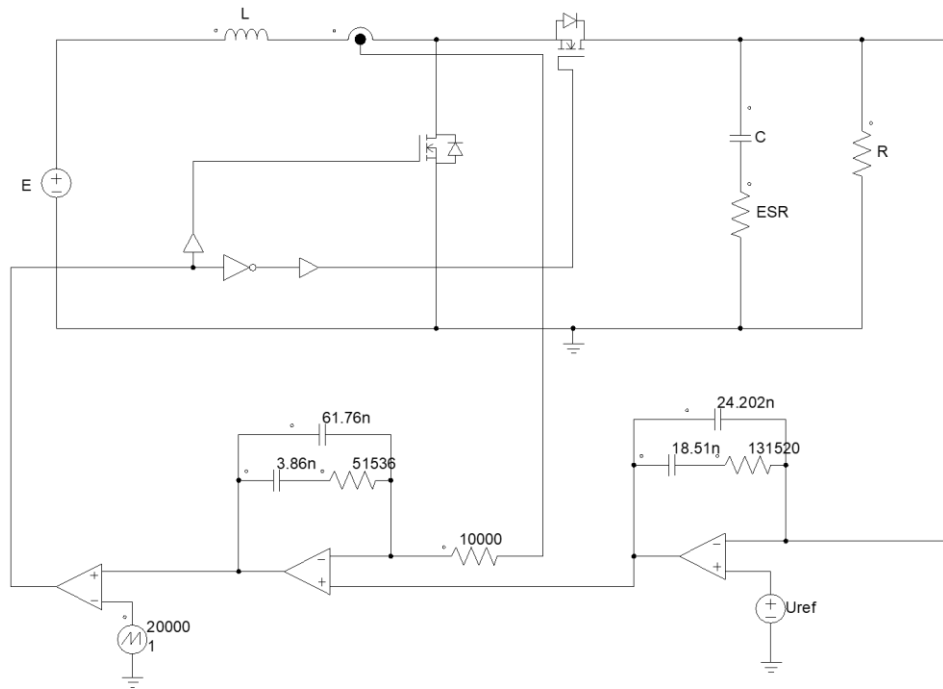 L
E
C
R
ESR
61.76n
3.86n
51536
10000
24.202n
18.51n
131520
20000
1
Uref